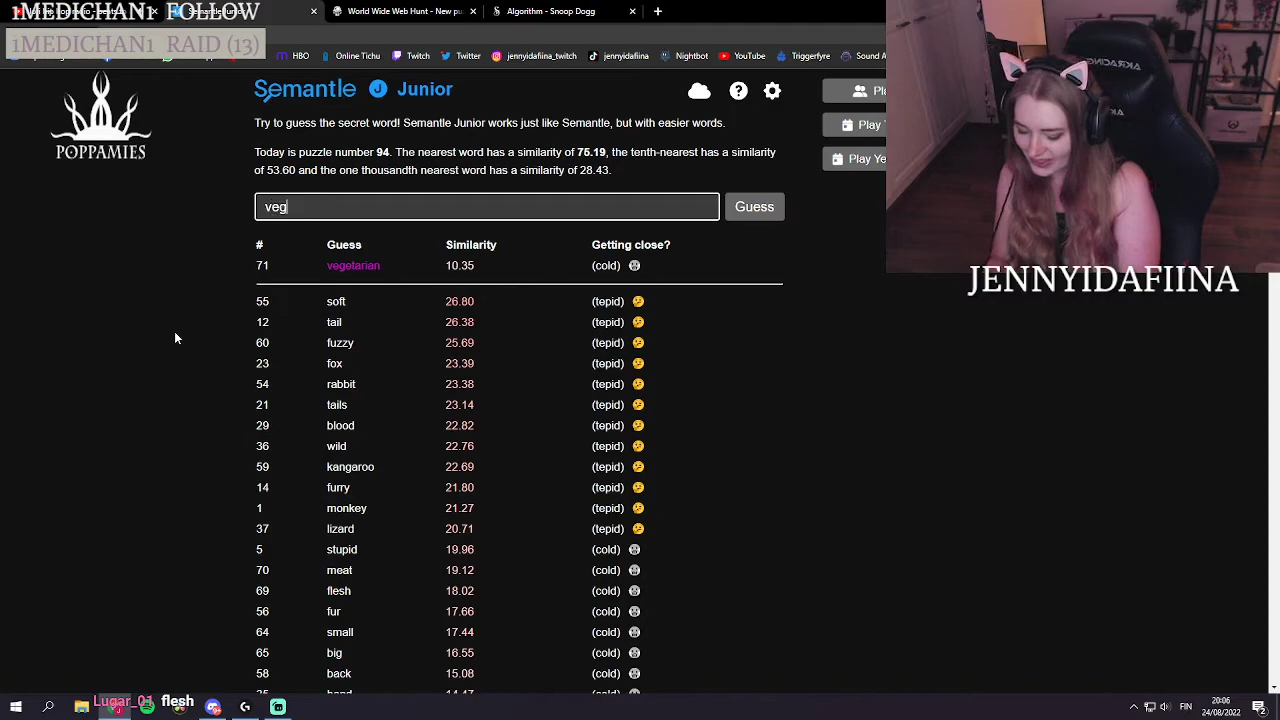 1MEDICHAN1 FOLLOW
1MEDICHAN1 RAID (13)
World Wide Web Hunt - New pu
Algorithm - Snoop Dogg
HBO
Online Tichu
Twitch
Twitter
jennyidafiina_twitch
jennyidafiina
Nightbot
YouTube
Triggerfyre
Sound A
POPPAMIES
Semantle J Junior
Try to guess the secret word! Semantle Junior works just like Semantle, but with easier words.
Today is puzzle number 94. The nearest word has a similarity of 75.19, the tenth-nearest has a similarity
of 53.60 and the one thousandth nearest word has a similarity of 28.43.
veg
Guess
Pla
Play T
Play Ye
# Guess Similarity Getting close?
71 vegetarian 10.35 (cold)
55 soft 26.80 (tepid)
12 tail 26.38 (tepid)
60 fuzzy 25.69 (tepid)
23 fox 23.39 (tepid)
54 rabbit 23.38 (tepid)
21 tails 23.14 (tepid)
29 blood 22.82 (tepid)
36 wild 22.76 (tepid)
59 kangaroo 22.69 (tepid)
14 furry 21.80 (tepid)
1 monkey 21.27 (tepid)
37 lizard 20.71 (tepid)
5 stupid 19.96 (cold)
70 meat 19.12 (cold)
69 flesh 18.02 (cold)
56 fur 17.66 (cold)
64 small 17.44 (cold)
65 big 16.55 (cold)
58 back 15.08 (cold)
AKRACING
JENNYIDAFIINA
Lugar_01 flesh
FIN
20:06
24/08/2022
2